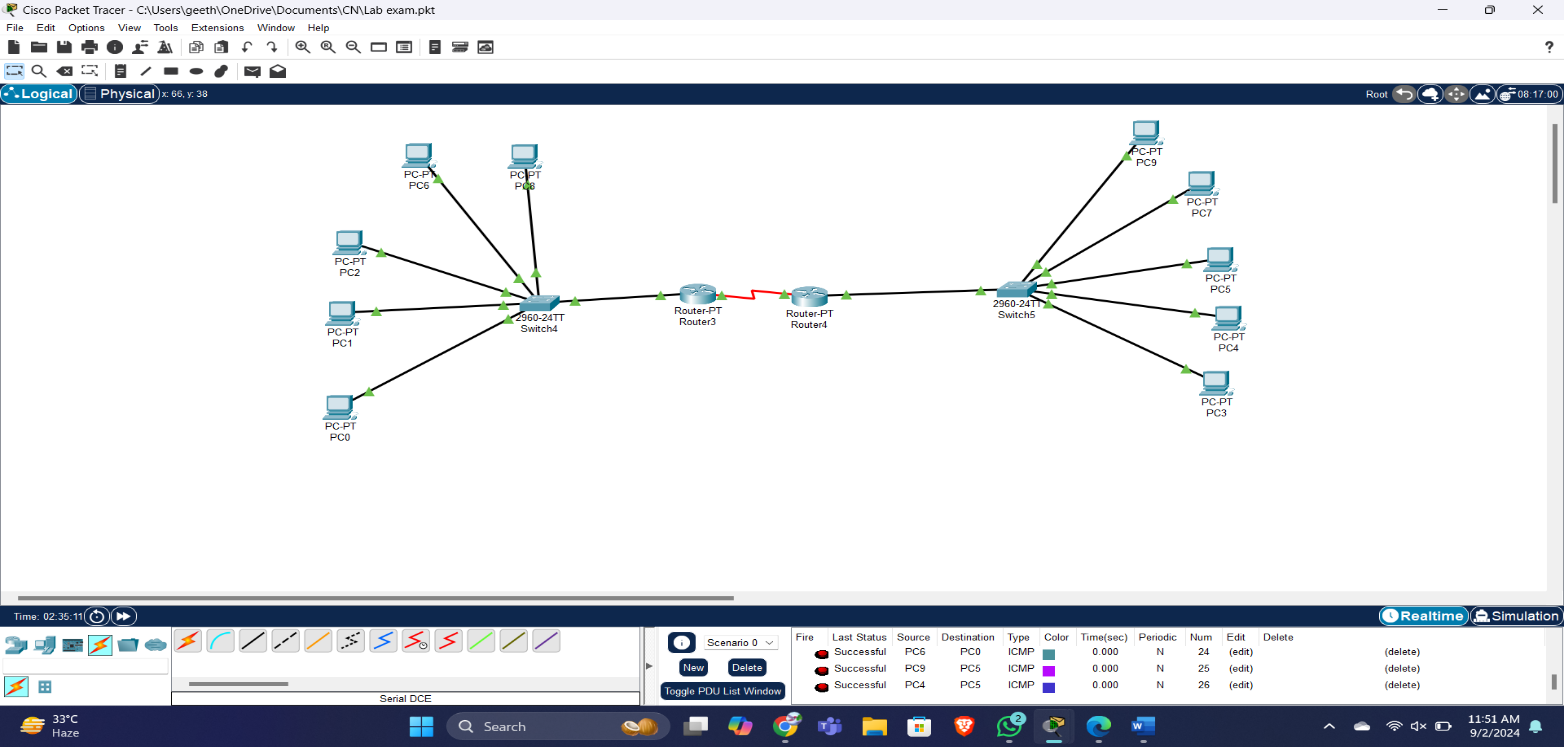 Cisco Packet Tracer - C:\Users\geeth\OneDrive\Documents\CN\Lab exam.pkt
File Edit Options View Tools Extensions Window Help
?
Logical Physical x: 66, y: 38 Root 08:17:00
PC-PT
PC6
PC-PT
PC8
PC-PT
PC9
PC-PT
PC7
PC-PT
PC2
PC-PT
PC5
PC-PT
PC1
2960-24TT
Switch4
Router-PT
Router3
Router-PT
Router4
2960-24TT
Switch5
PC-PT
PC4
PC-PT
PC0
PC-PT
PC3
Time: 02:35:11 Realtime Simulation
Scenario 0
New Delete
Toggle PDU List Window
Serial DCE
Fire Last Status Source Destination Type Color Time(sec) Periodic Num Edit Delete
Successful PC6 PC0 ICMP 0.000 N 24 (edit) (delete)
Successful PC9 PC5 ICMP 0.000 N 25 (edit) (delete)
Successful PC4 PC5 ICMP 0.000 N 26 (edit) (delete)
33°C
Haze
Search
2
11:51 AM
9/2/2024